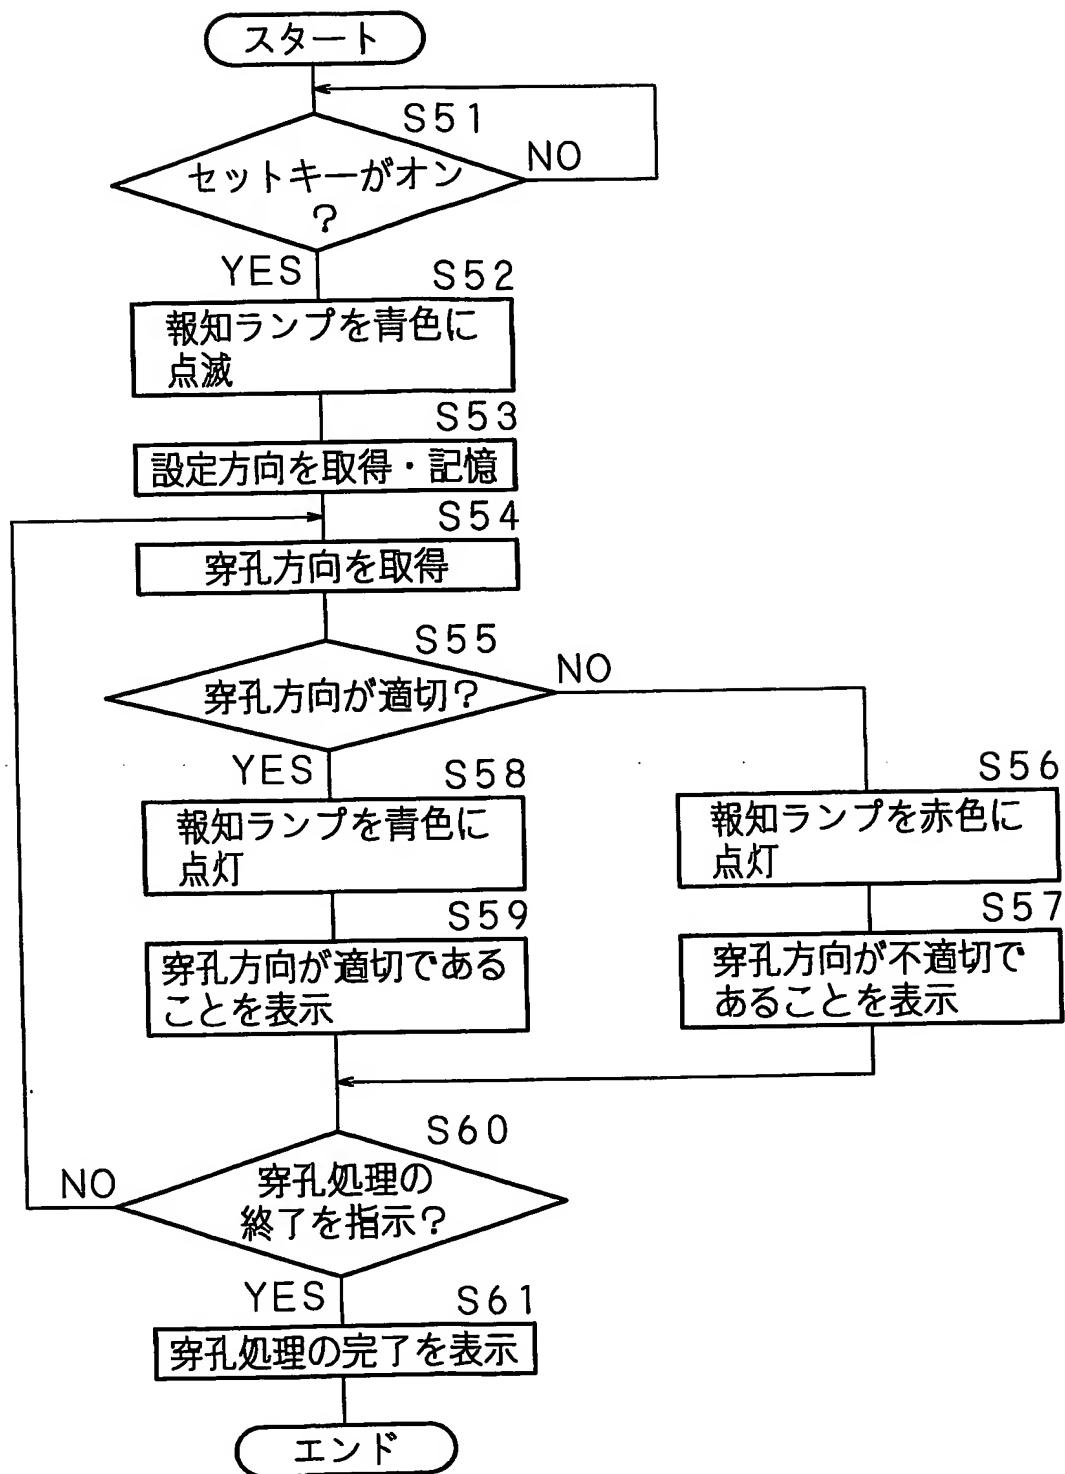 スタート
S51
セットキーがオン
?
NO
YES
S52
報知ランプを青色に
点滅
S53
設定方向を取得・記憶
S54
穿孔方向を取得
S55
穿孔方向が適切?
NO
YES
S58
報知ランプを青色に
点灯
S56
報知ランプを赤色に
点灯
S59
穿孔方向が適切である
ことを表示
S57
穿孔方向が不適切で
あることを表示
S60
穿孔処理の
終了を指示?
NO
YES
S61
穿孔処理の完了を表示
エンド